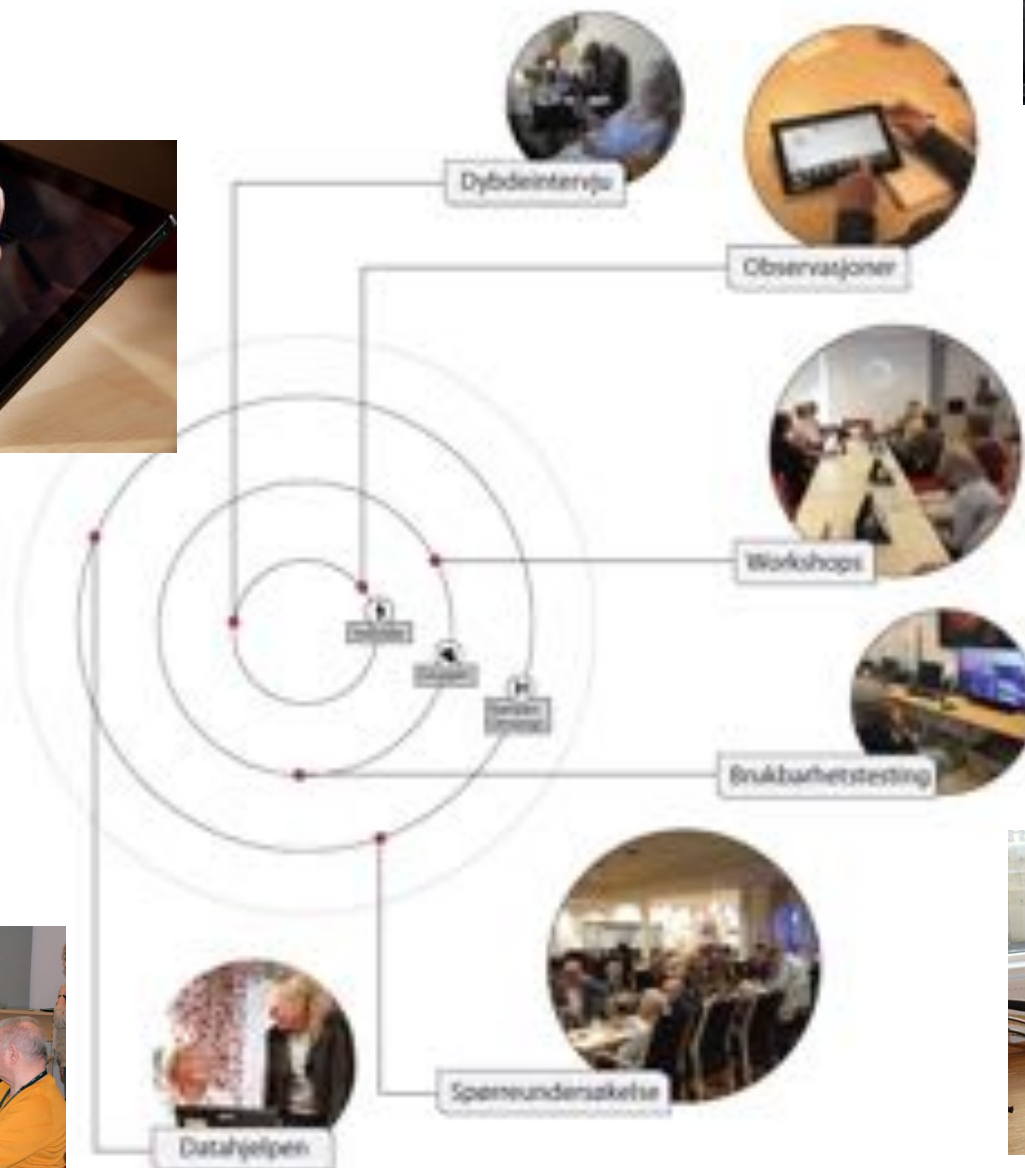 Dybdeintervju
Observasjoner
Workshops
Brukbarhetstesting
Spørreundersøkelse
Datahjelpen